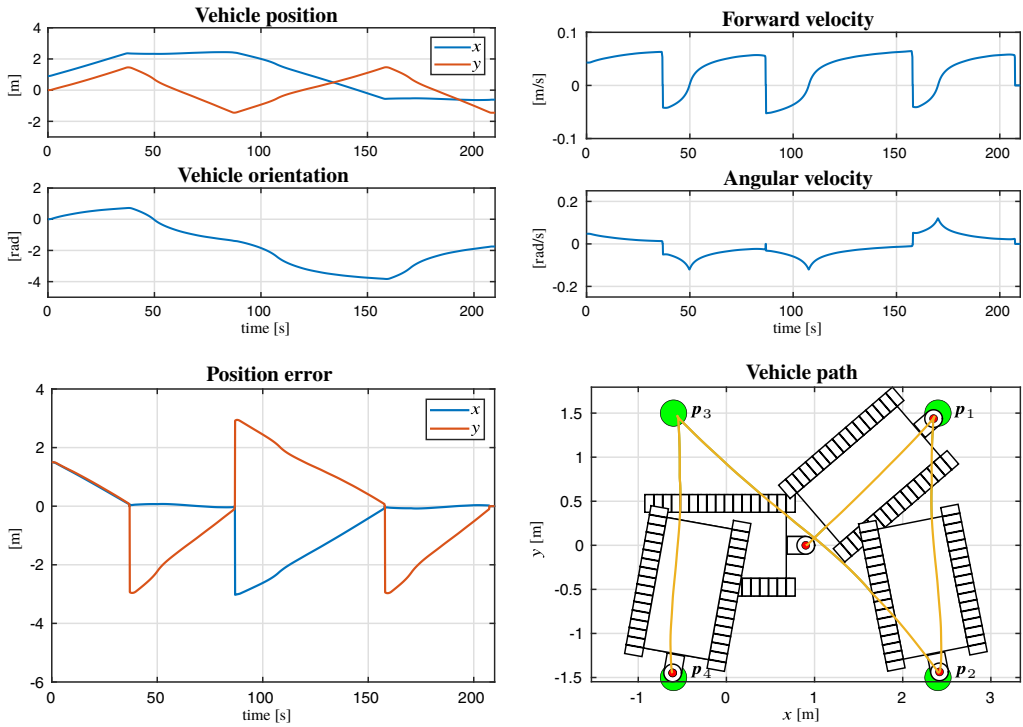 Vehicle position
4
2
0
-2
[m]
x
y
0 50 100 150 200
Vehicle orientation
2
0
-2
-4
[rad]
0 50 100 150 200
time [s]
Forward velocity
0.1
0
-0.1
[m/s]
0 50 100 150 200
Angular velocity
0.2
0
-0.2
[rad/s]
0 50 100 150 200
Position error
4
2
0
-2
-4
-6
[m]
x
y
0 50 100 150 200
time [s]
Vehicle path
1.5
1
0.5
0
-0.5
-1
-1.5
y [m]
p₃
p₁
p₄
p₂
-1 0 1 2 3
x [m]